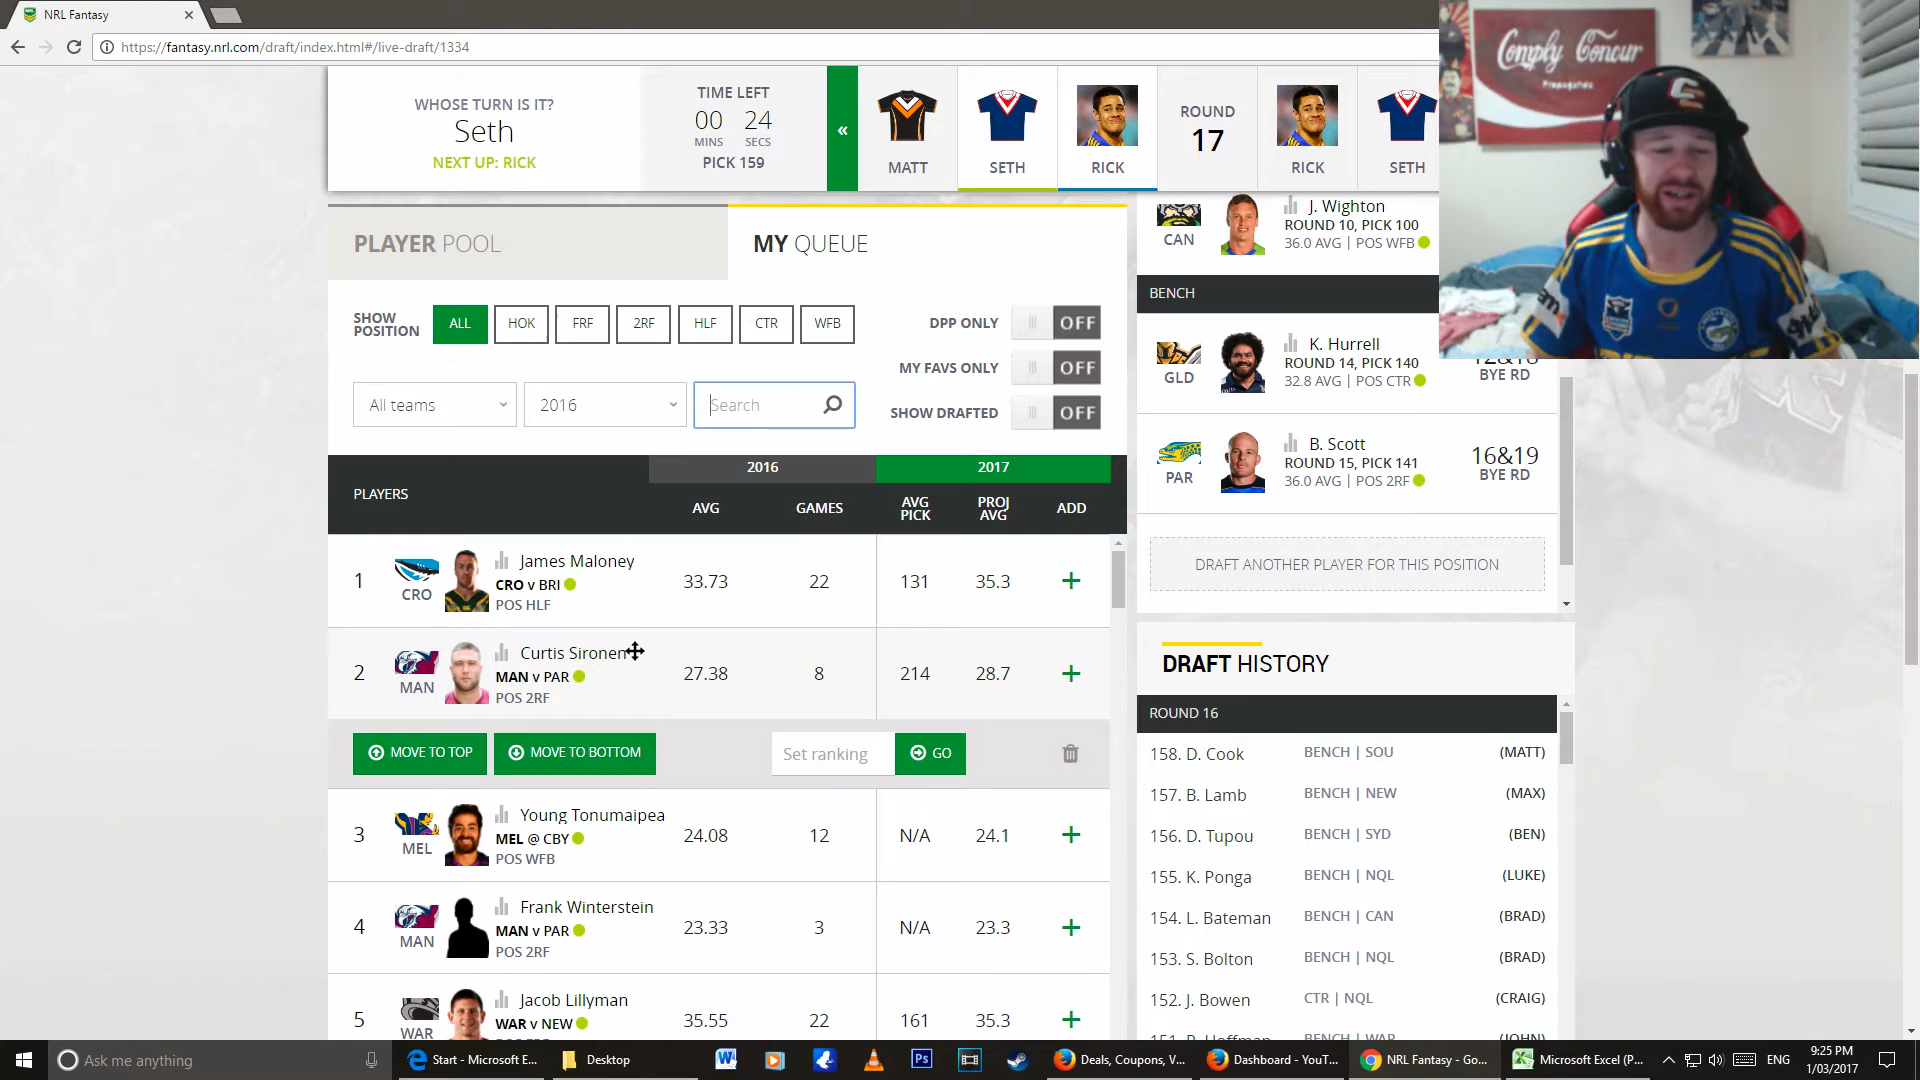 NRL Fantasy
https://fantasy.nrl.com/draft/index.html#/live-draft/1334
Comply Concur
Propaganda
WHOSE TURN IS IT?
Seth
NEXT UP: RICK
TIME LEFT
00 24
MINS SECS
PICK 159
«
MATT
SETH
RICK
ROUND
17
RICK
SETH
PLAYER POOL
MY QUEUE
SHOW POSITION
ALL HOK FRF 2RF HLF CTR WFB
DPP ONLY OFF
MY FAVS ONLY OFF
SHOW DRAFTED OFF
All teams 2016 Search
2016 2017
PLAYERS AVG GAMES AVG PICK PROJ AVG ADD
1 CRO James Maloney 33.73 22 131 35.3 +
CRO v BRI
POS HLF
2 MAN Curtis Sironen 27.38 8 214 28.7 +
MAN v PAR
POS 2RF
MOVE TO TOP MOVE TO BOTTOM Set ranking GO
3 MEL Young Tonumaipea 24.08 12 N/A 24.1 +
MEL @ CBY
POS WFB
4 MAN Frank Winterstein 23.33 3 N/A 23.3 +
MAN v PAR
POS 2RF
5 WAR Jacob Lillyman 35.55 22 161 35.3 +
WAR v NEW
CAN J. Wighton
ROUND 10, PICK 100
36.0 AVG | POS WFB
BENCH
GLD K. Hurrell
ROUND 14, PICK 140
32.8 AVG | POS CTR
BYE RD
PAR B. Scott
ROUND 15, PICK 141
36.0 AVG | POS 2RF
16&19
BYE RD
DRAFT ANOTHER PLAYER FOR THIS POSITION
DRAFT HISTORY
ROUND 16
158. D. Cook BENCH | SOU (MATT)
157. B. Lamb BENCH | NEW (MAX)
156. D. Tupou BENCH | SYD (BEN)
155. K. Ponga BENCH | NQL (LUKE)
154. L. Bateman BENCH | CAN (BRAD)
153. S. Bolton BENCH | NQL (BRAD)
152. J. Bowen CTR | NQL (CRAIG)
Ask me anything
Start - Microsoft E...
Desktop
Deals, Coupons, V...
Dashboard - YouT...
NRL Fantasy - Go...
Microsoft Excel (P...
ENG
9:25 PM
1/03/2017